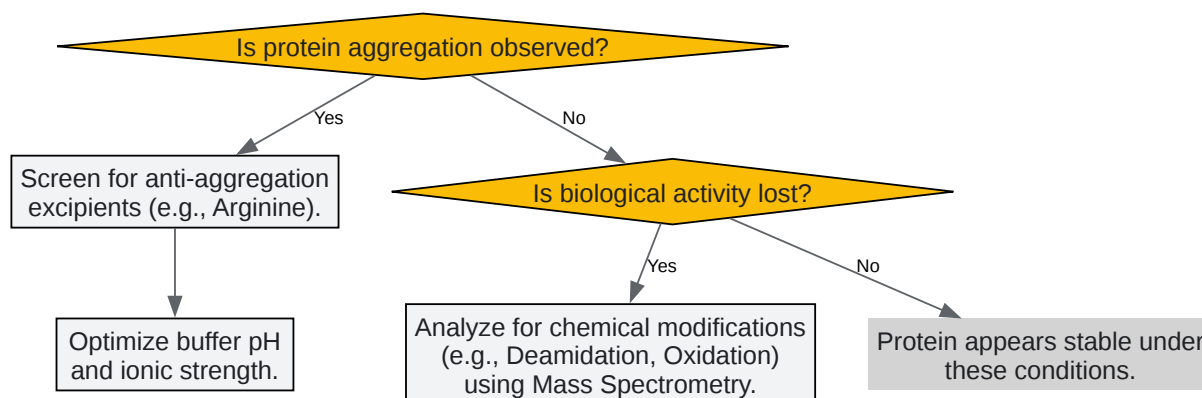 Is protein aggregation observed?
Yes
No
Screen for anti-aggregation
excipients (e.g., Arginine).
Is biological activity lost?
Yes
No
Optimize buffer pH
and ionic strength.
Analyze for chemical modifications
(e.g., Deamidation, Oxidation)
using Mass Spectrometry.
Protein appears stable under
these conditions.